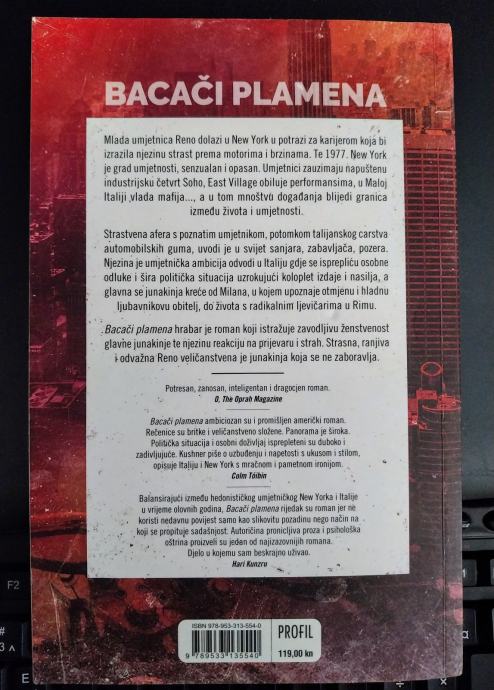 BACAČI PLAMENA
Mlada umjetnica Reno dolazi u New York u potrazi za karijerom koja bi
izrazila njezinu strast prema motorima i brzinama. Te 1977. New York
je grad umjetnosti, senzualan i opasan. Umjetnici zauzimaju napuštenu
industrijsku četvrt Soho, East Village obiluje performansima, u Maloj
Italiji vlada mafija..., a u tom mnoštvu događanja blijedi granica
između života i umjetnosti.
Strastvena afera s poznatim umjetnikom, potomkom talijanskog carstva
automobilskih guma, uvodi je u svijet sanjara, zabavljača, pozera.
Njezina je umjetnička ambicija odvodi u Italiju gdje se isprepliću osobne
odluke i šira politička situacija uzrokujući koloplet izdaje i nasilja, a
glavna se junakinja kreće od Milana, u kojem upoznaje otmjenu i hladnu
ljubavnikovu obitelj, do života s radikalnim ljevičarima u Rimu.
Bacači plamena hrabar je roman koji istražuje zavodljivu ženstvenost
glavne junakinje te njezinu reakciju na prijevaru i strah. Strasna, ranjiva
i odvažna Reno veličanstvena je junakinja koja se ne zaboravlja.
Potresan, zanosan, inteligentan i dragocjen roman.
O, The Oprah Magazine
Bacači plamena ambiciozan su i promišljen američki roman.
Rečenice su britke i veličanstveno složene. Panorama je široka.
Politička situacija i osobni doživljaj isprepleteni su duboko i
zadivljujuće. Kushner piše o uzbuđenju i napetosti s ukusom i stilom,
opisuje Italiju i New York s mračnom i pametnom ironijom.
Colm Tóibín
Balansirajući između hedonističkog umjetničkog New Yorka i Italije
u vrijeme olovnih godina, Bacači plamena rijedak su roman jer ne
koristi nedavnu povijest samo kao slikovitu pozadinu nego način na
koji se propituje sadašnjost. Autoričina pronicljiva proza i psihološka
oštrina proizveli su jedan od najizazovnijih romana.
Djelo u kojemu sam beskrajno uživao.
Hari Kunzru
ISBN 978-953-313-554-0
9 789533 135540
PROFIL
119,00 kn
F2
#
3 ^
E